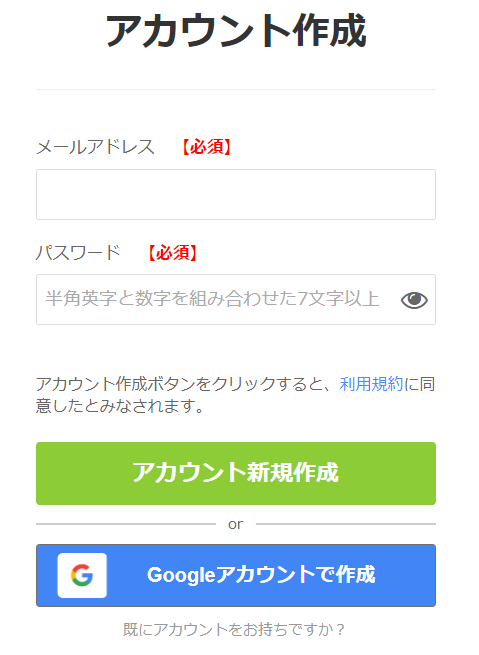 アカウント作成
メールアドレス 【必須】
パスワード 【必須】
半角英字と数字を組み合わせた7文字以上
アカウント作成ボタンをクリックすると、利用規約に同
意したとみなされます。
アカウント新規作成
or
Googleアカウントで作成
既にアカウントをお持ちですか？